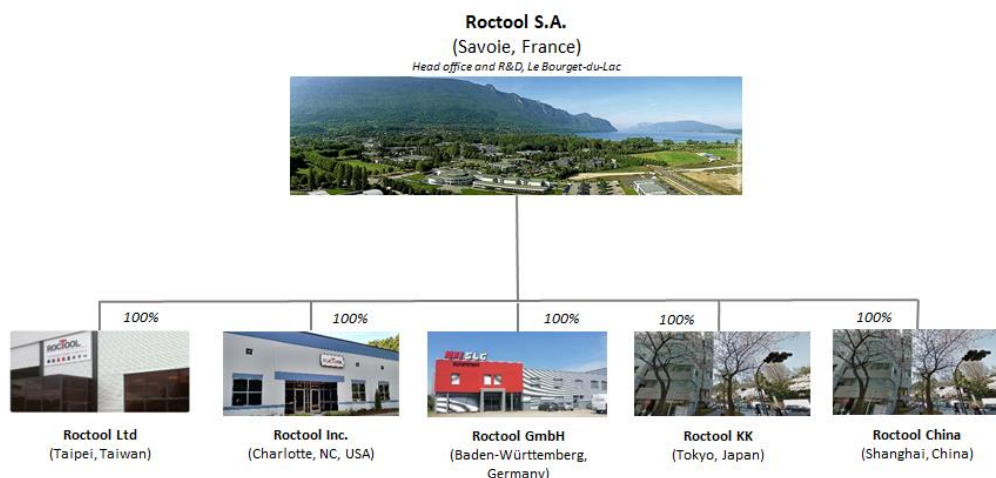 Roctool S.A.
(Savoie, France)
Head office and R&D, Le Bourget-du-Lac
100% 100% 100% 100% 100%
ROCTOOL
ROCTOOL
SLG
Roctool Ltd
(Taipei, Taiwan)
Roctool Inc.
(Charlotte, NC, USA)
Roctool GmbH
(Baden-Württemberg,
Germany)
Roctool KK
(Tokyo, Japan)
Roctool China
(Shanghai, China)